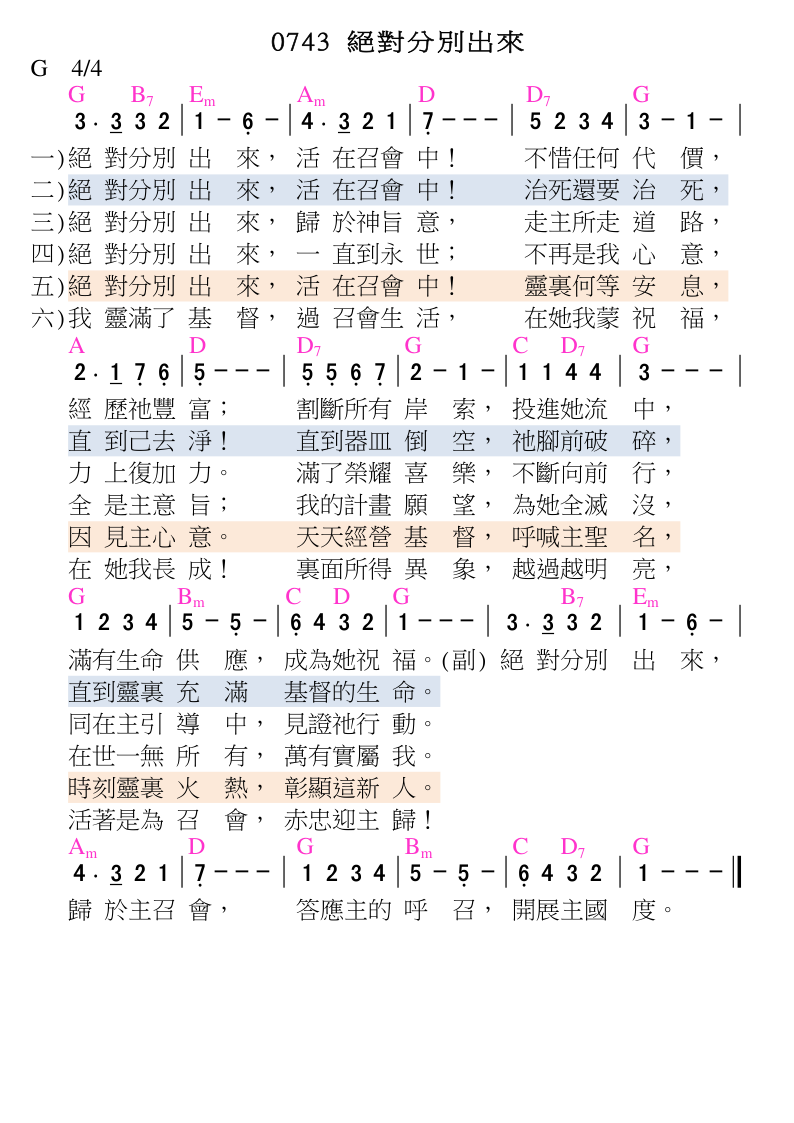 0743 絕對分別出來
G 4/4
G B7 Em Am D D7 G
3 . 3 3 2 | 1 - 6 - | 4 . 3 2 1 | 7 - - - | 5 2 3 4 | 3 - 1 - |
一)絕 對分別 出 來， 活 在召會 中！ 不惜任何 代 價，
二)絕 對分別 出 來， 活 在召會 中！ 治死還要 治 死，
三)絕 對分別 出 來， 歸 於神旨 意， 走主所走 道 路，
四)絕 對分別 出 來， 一 直到永 世； 不再是我 心 意，
五)絕 對分別 出 來， 活 在召會 中！ 靈裏何等 安 息，
六)我 靈滿了 基 督， 過 召會生 活， 在她我蒙 祝 福，
A D D7 G C D7 G
2 . 1 7 6 | 5 - - - | 5 5 6 7 | 2 - 1 - | 1 1 4 4 | 3 - - - |
經 歷祂豐 富； 割斷所有 岸 索， 投進她流 中，
直 到己去 淨！ 直到器皿 倒 空， 祂腳前破 碎，
力 上復加 力。 滿了榮耀 喜 樂， 不斷向前 行，
全 是主意 旨； 我的計畫 願 望， 為她全滅 沒，
因 見主心 意。 天天經營 基 督， 呼喊主聖 名，
在 她我長 成！ 裏面所得 異 象， 越過越明 亮，
G Bm C D G B7 Em
1 2 3 4 | 5 - 5 - | 6 4 3 2 | 1 - - - | 3 . 3 3 2 | 1 - 6 - |
滿有生命 供 應， 成為她祝 福。(副) 絕 對分別 出 來，
直到靈裏 充 滿 基督的生 命。
同在主引 導 中， 見證祂行 動。
在世一無 所 有， 萬有實屬 我。
時刻靈裏 火 熱， 彰顯這新 人。
活著是為 召 會， 赤忠迎主 歸！
Am D G Bm C D7 G
4 . 3 2 1 | 7 - - - | 1 2 3 4 | 5 - 5 - | 6 4 3 2 | 1 - - - ‖
歸 於主召 會， 答應主的 呼 召， 開展主國 度。